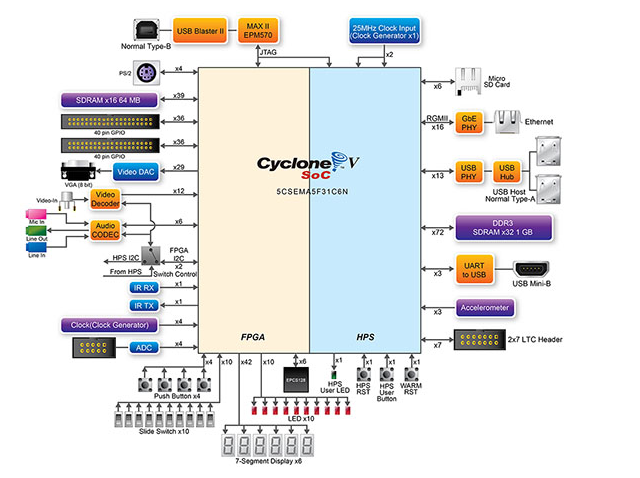 USB Blaster II
MAX II
EPM570
Normal Type-B
JTAG
25MHz Clock Input
(Clock Generator x1)
x2
PS/2
x4
SDRAM x16 64 MB
x39
x36
40 pin GPIO
x36
40 pin GPIO
Video DAC
x29
VGA (8 bit)
Video-In
Video
Decoder
x12
Mic In
Line Out
Line In
Audio
CODEC
x6
HPS I2C
From HPS
FPGA
I2C
x2
Switch Control
IR RX
x1
IR TX
x1
Clock(Clock Generator)
x4
ADC
x4
Cyclone V
SoC
5CSEMA5F31C6N
FPGA
HPS
x6
Micro
SD Card
RGMII
x16
GbE
PHY
Ethernet
x13
USB
PHY
USB
Hub
USB Host
Normal Type-A
x72
DDR3
SDRAM x32 1 GB
x3
UART
to USB
USB Mini-B
x3
Accelerometer
x7
2x7 LTC Header
x4
x10
x42
x10
x6
x1
x1
x1
x1
EPCS128
HPS
User LED
HPS
RST
HPS
User
Button
WARM
RST
Push Button x4
LED x10
Slide Switch x10
7-Segment Display x6